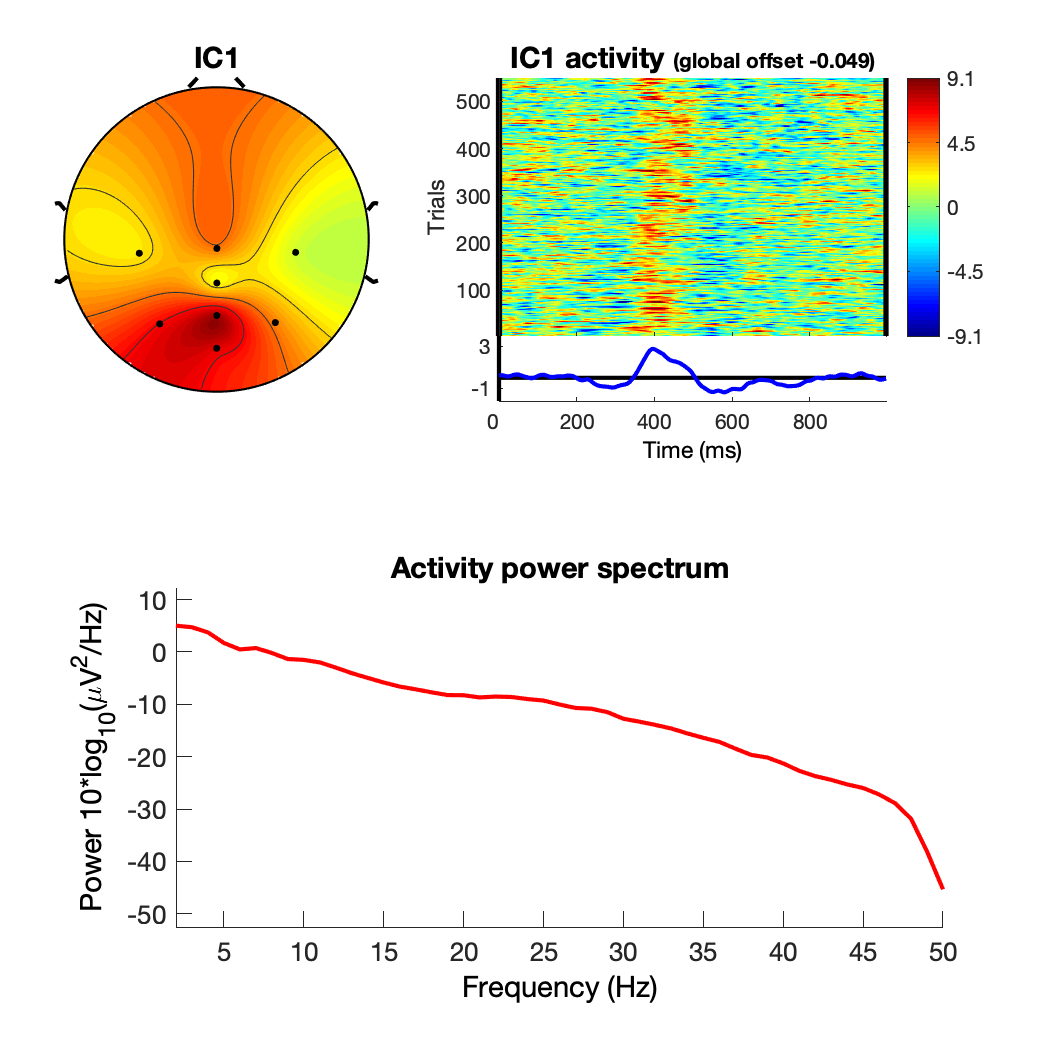 IC1
IC1 activity (global offset -0.049)
Trials
500
400
300
200
100
9.1
4.5
0
-4.5
-9.1
3
-1
0 200 400 600 800
Time (ms)
Activity power spectrum
Power 10*log10(μV2/Hz)
10
0
-10
-20
-30
-40
-50
5 10 15 20 25 30 35 40 45 50
Frequency (Hz)